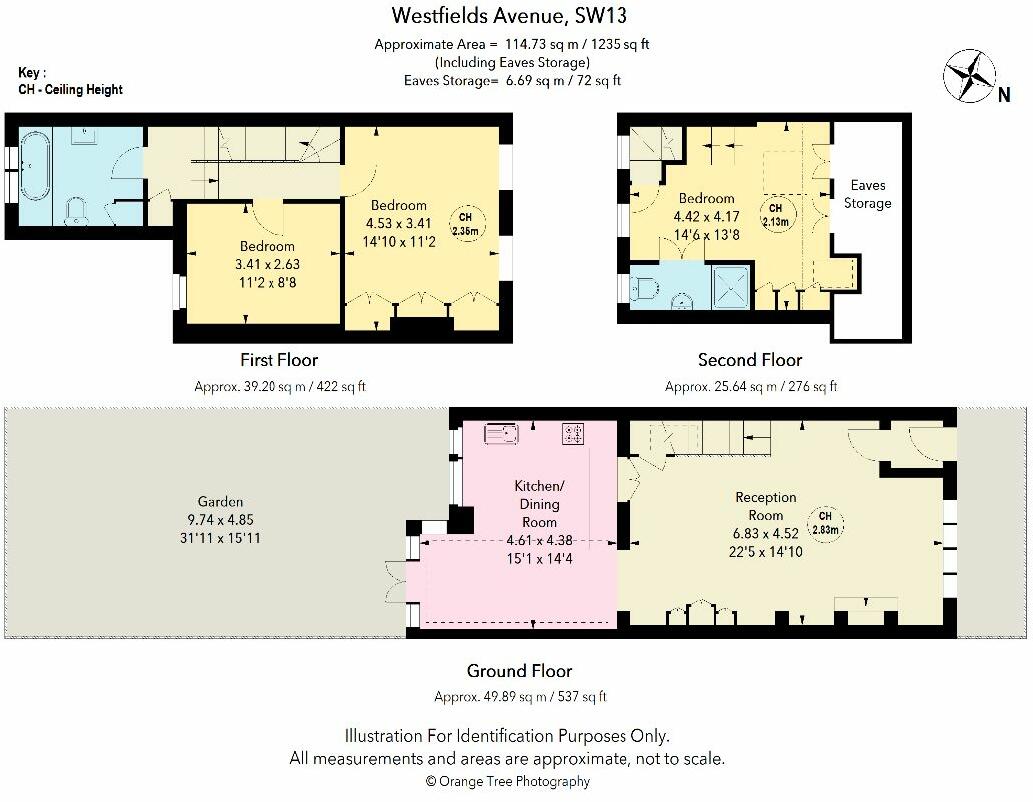 Westfields Avenue, SW13
Approximate Area = 114.73 sq m / 1235 sq ft
(Including Eaves Storage)
Eaves Storage= 6.69 sq m / 72 sq ft
Key :
CH - Ceiling Height
N
Bedroom
4.53 x 3.41
14'10 x 11'2
CH
2.35m
Bedroom
3.41 x 2.63
11'2 x 8'8
First Floor
Approx. 39.20 sq m / 422 sq ft
Bedroom
4.42 x 4.17
14'6 x 13'8
CH
2.13m
Eaves
Storage
Second Floor
Approx. 25.64 sq m / 276 sq ft
Garden
9.74 x 4.85
31'11 x 15'11
Kitchen/
Dining
Room
4.61 x 4.38
15'1 x 14'4
Reception
Room
6.83 x 4.52
22'5 x 14'10
CH
2.83m
Ground Floor
Approx. 49.89 sq m / 537 sq ft
Illustration For Identification Purposes Only.
All measurements and areas are approximate, not to scale.
© Orange Tree Photography